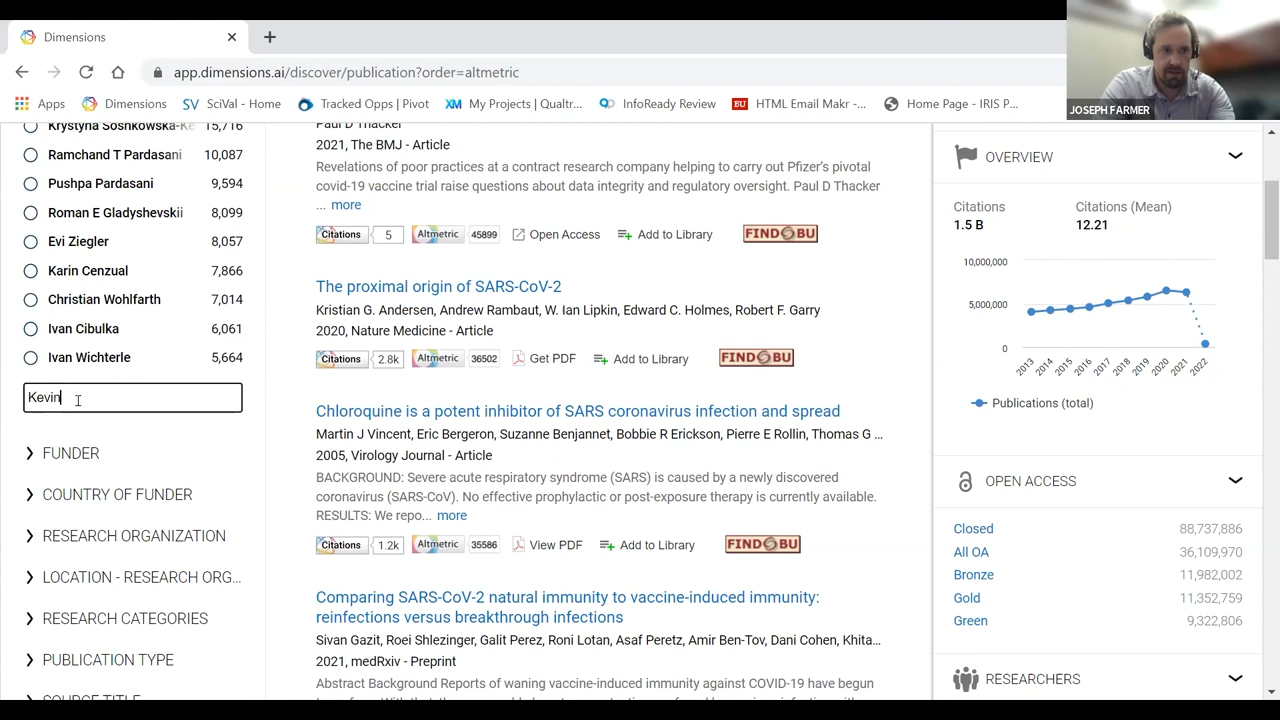 Dimensions
app.dimensions.ai/discover/publication?order=altmetric
Apps
Dimensions
SV SciVal - Home
Tracked Opps | Pivot
XM My Projects | Qualtr...
InfoReady Review
BU HTML Email Makr -...
Home Page - IRIS P...
JOSEPH FARMER
Krystyna Soshkowska-Ke 15,716
Ramchand T Pardasani 10,087
Pushpa Pardasani 9,594
Roman E Gladyshevskii 8,099
Evi Ziegler 8,057
Karin Cenzual 7,866
Christian Wohlfarth 7,014
Ivan Cibulka 6,061
Ivan Wichterle 5,664
Kevin
FUNDER
COUNTRY OF FUNDER
RESEARCH ORGANIZATION
LOCATION - RESEARCH ORG...
RESEARCH CATEGORIES
PUBLICATION TYPE
SOURCE TITLE
Paul D Thacker
2021, The BMJ - Article
Revelations of poor practices at a contract research company helping to carry out Pfizer's pivotal
covid-19 vaccine trial raise questions about data integrity and regulatory oversight. Paul D Thacker
... more
Citations 5 Altmetric 45899 Open Access Add to Library FIND @ BU
The proximal origin of SARS-CoV-2
Kristian G. Andersen, Andrew Rambaut, W. Ian Lipkin, Edward C. Holmes, Robert F. Garry
2020, Nature Medicine - Article
Citations 2.8k Altmetric 36502 Get PDF Add to Library FIND @ BU
Chloroquine is a potent inhibitor of SARS coronavirus infection and spread
Martin J Vincent, Eric Bergeron, Suzanne Benjannet, Bobbie R Erickson, Pierre E Rollin, Thomas G ...
2005, Virology Journal - Article
BACKGROUND: Severe acute respiratory syndrome (SARS) is caused by a newly discovered
coronavirus (SARS-CoV). No effective prophylactic or post-exposure therapy is currently available.
RESULTS: We repo... more
Citations 1.2k Altmetric 35586 View PDF Add to Library FIND @ BU
Comparing SARS-CoV-2 natural immunity to vaccine-induced immunity:
reinfections versus breakthrough infections
Sivan Gazit, Roei Shlezinger, Galit Perez, Roni Lotan, Asaf Peretz, Amir Ben-Tov, Dani Cohen, Khita...
2021, medRxiv - Preprint
Abstract Background Reports of waning vaccine-induced immunity against COVID-19 have begun
OVERVIEW
Citations Citations (Mean)
1.5 B 12.21
10,000,000
5,000,000
0
2013 2014 2015 2016 2017 2018 2019 2020 2021 2022
Publications (total)
OPEN ACCESS
Closed 88,737,886
All OA 36,109,970
Bronze 11,982,002
Gold 11,352,759
Green 9,322,806
RESEARCHERS